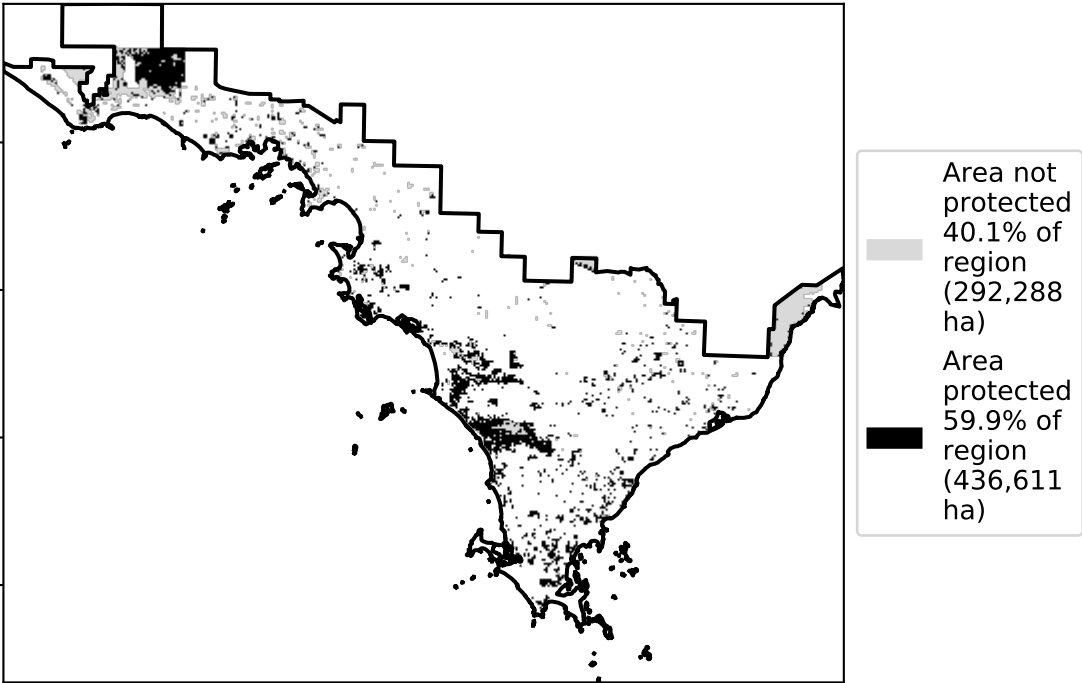 Area not
protected
40.1% of
region
(292,288
ha)
Area
protected
59.9% of
region
(436,611
ha)